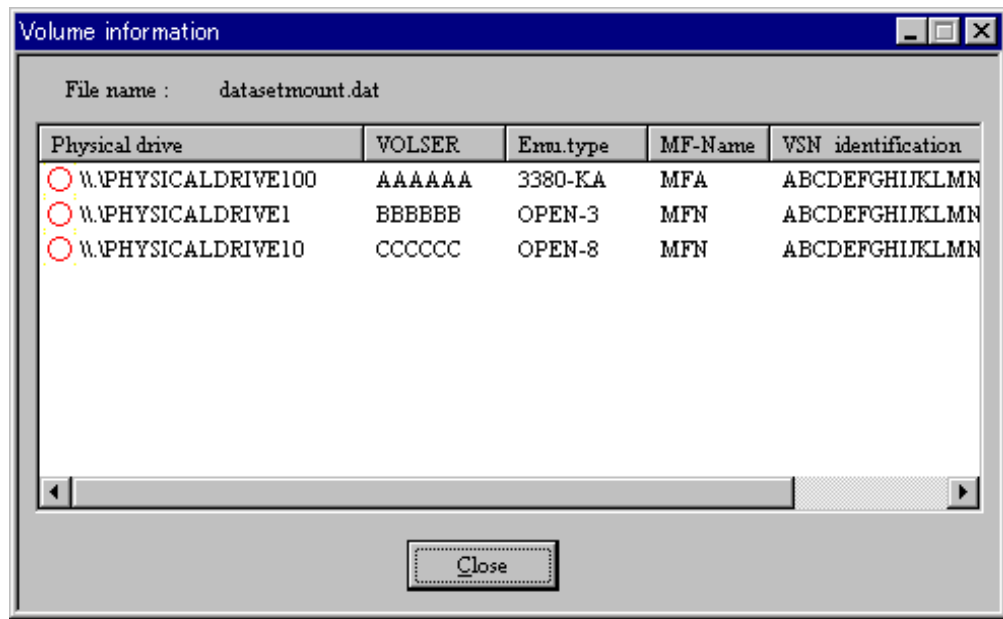 Volume information
File name : datasetmount.dat
Physical drive VOLSER Emu.type MF-Name VSN identification
\\.\PHYSICALDRIVE100 AAAAAA 3380-KA MFA ABCDEFGHIJKLMN
\\.\PHYSICALDRIVE1 BBBBBB OPEN-3 MFN ABCDEFGHIJKLMN
\\.\PHYSICALDRIVE10 CCCCCC OPEN-8 MFN ABCDEFGHIJKLMN
Close